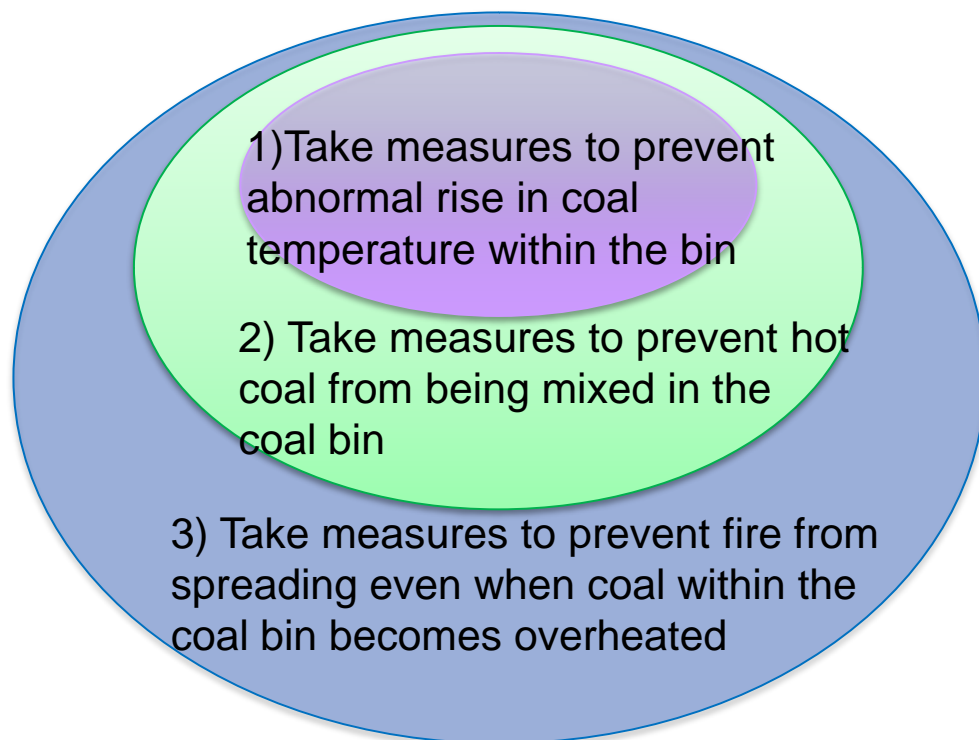 1)Take measures to prevent
abnormal rise in coal
temperature within the bin
2) Take measures to prevent hot
coal from being mixed in the
coal bin
3) Take measures to prevent fire from
spreading even when coal within the
coal bin becomes overheated